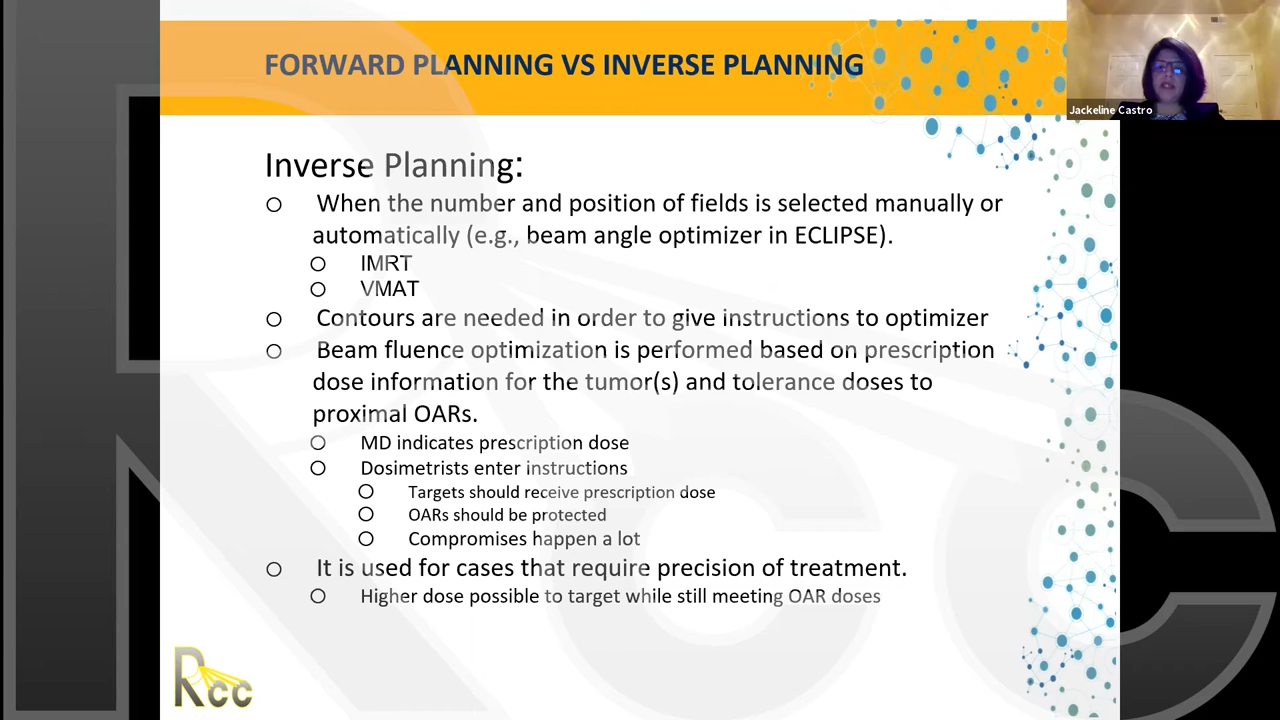 FORWARD PLANNING VS INVERSE PLANNING
Jackeline Castro
Inverse Planning:
When the number and position of fields is selected manually or
automatically (e.g., beam angle optimizer in ECLIPSE).
IMRT
VMAT
Contours are needed in order to give instructions to optimizer
Beam fluence optimization is performed based on prescription
dose information for the tumor(s) and tolerance doses to
proximal OARs.
MD indicates prescription dose
Dosimetrists enter instructions
Targets should receive prescription dose
OARs should be protected
Compromises happen a lot
It is used for cases that require precision of treatment.
Higher dose possible to target while still meeting OAR doses
Rcc
Rcc